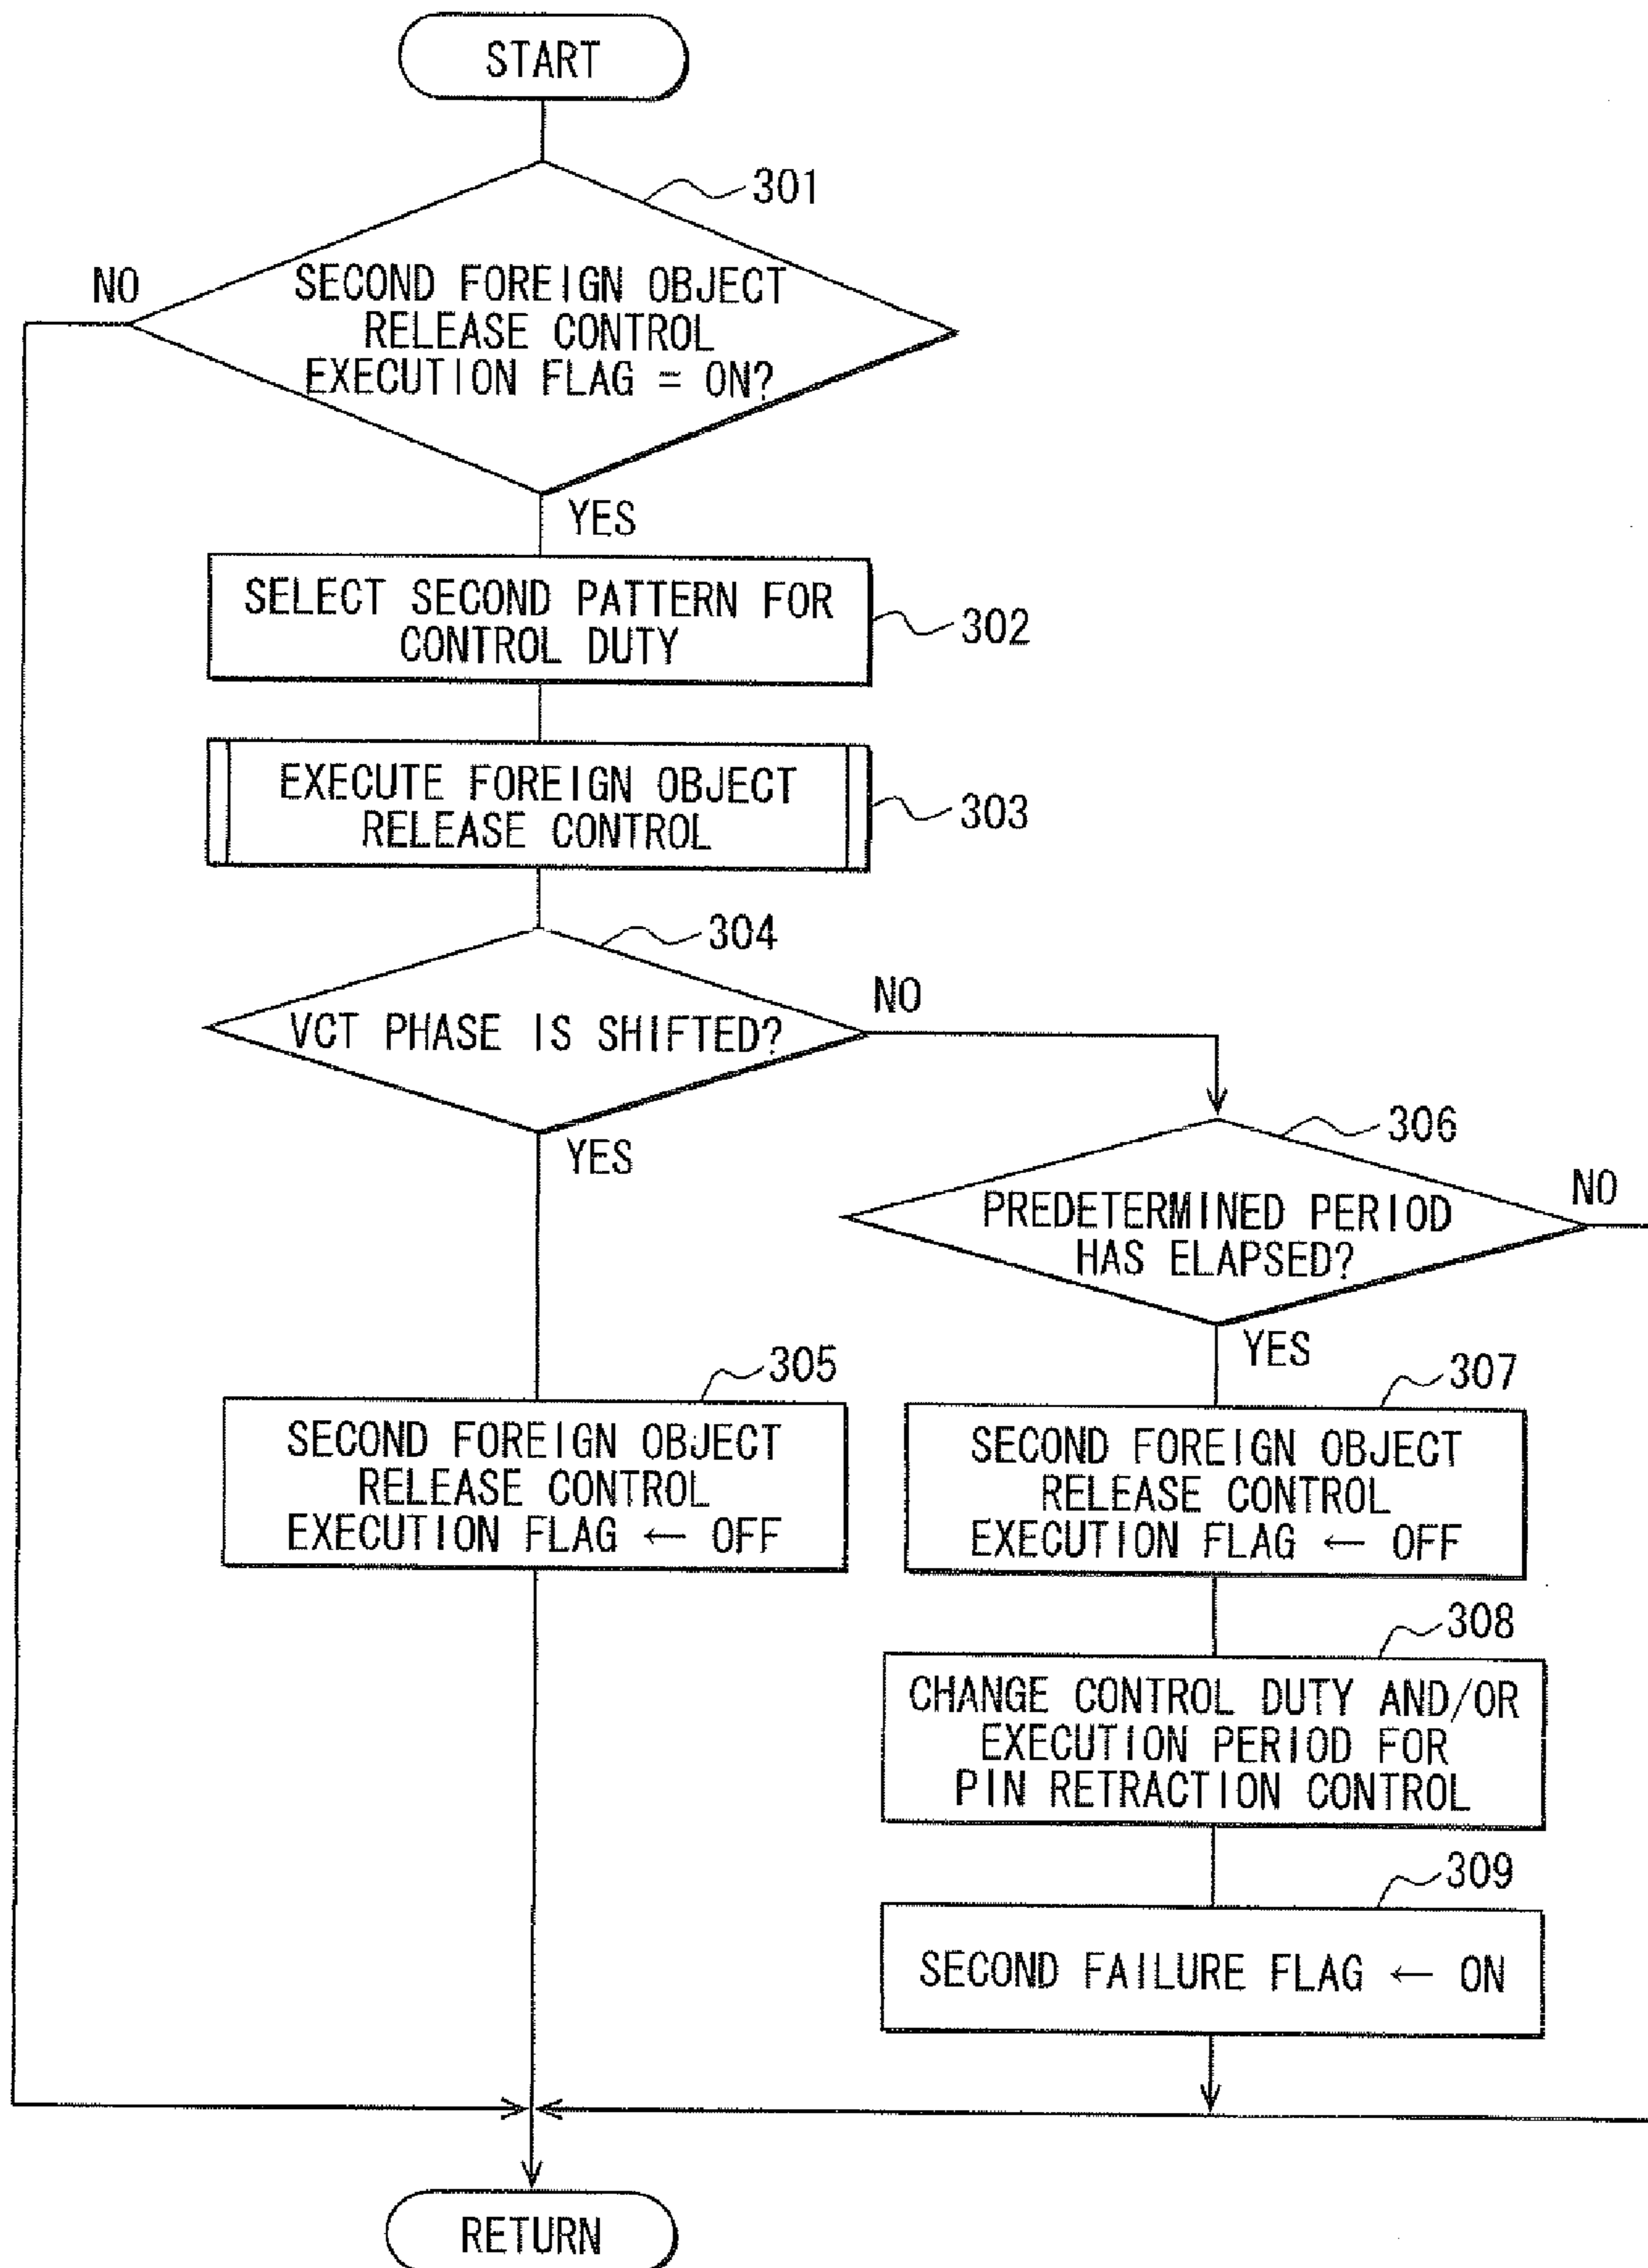 START
301
NO
SECOND FOREIGN OBJECT
RELEASE CONTROL
EXECUTION FLAG = ON?
YES
SELECT SECOND PATTERN FOR
CONTROL DUTY
302
EXECUTE FOREIGN OBJECT
RELEASE CONTROL
303
304
NO
VCT PHASE IS SHIFTED?
YES
306
NO
PREDETERMINED PERIOD
HAS ELAPSED?
YES
305
SECOND FOREIGN OBJECT
RELEASE CONTROL
EXECUTION FLAG ← OFF
307
SECOND FOREIGN OBJECT
RELEASE CONTROL
EXECUTION FLAG ← OFF
308
CHANGE CONTROL DUTY AND/OR
EXECUTION PERIOD FOR
PIN RETRACTION CONTROL
309
SECOND FAILURE FLAG ← ON
RETURN